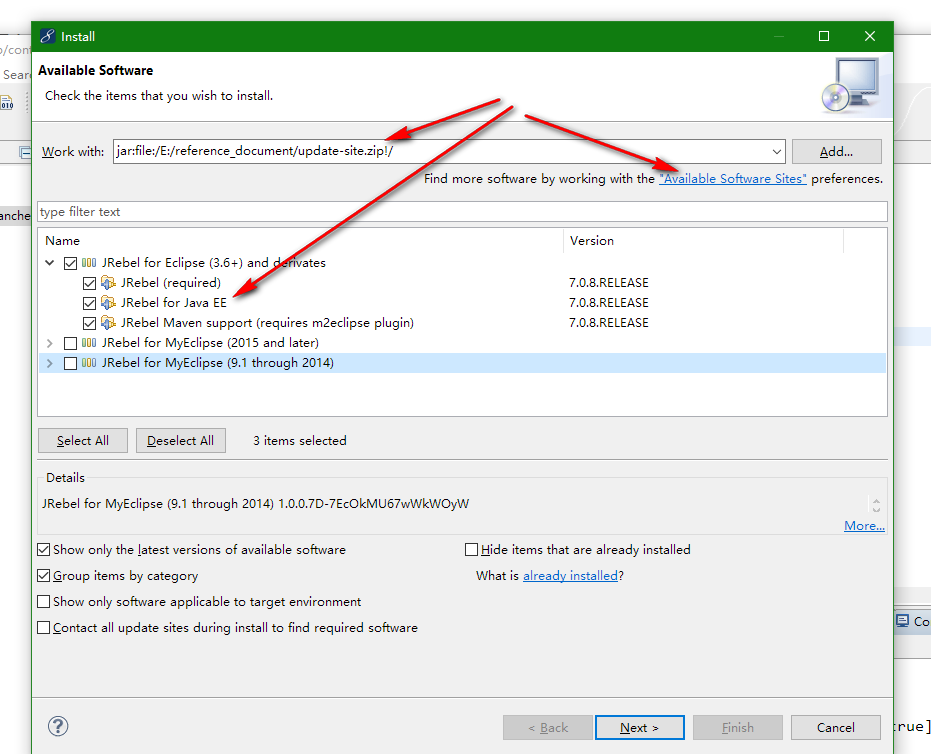 Install
o/cont
Sear
Available Software
Check the items that you wish to install.
010
Work with:
jar:file:/E:/reference_document/update-site.zip!/
Add...
Find more software by working with the "Available Software Sites" preferences.
anche
type filter text
Name Version
JRebel for Eclipse (3.6+) and derivates
JRebel (required) 7.0.8.RELEASE
JRebel for Java EE 7.0.8.RELEASE
JRebel Maven support (requires m2eclipse plugin) 7.0.8.RELEASE
JRebel for MyEclipse (2015 and later)
JRebel for MyEclipse (9.1 through 2014)
Select All Deselect All 3 items selected
Details
JRebel for MyEclipse (9.1 through 2014) 1.0.0.7D-7EcOkMU67wWkWOyW
More...
Show only the latest versions of available software
Hide items that are already installed
Group items by category
What is already installed?
Show only software applicable to target environment
Co
Contact all update sites during install to find required software
?
< Back Next > Finish Cancel
rue]